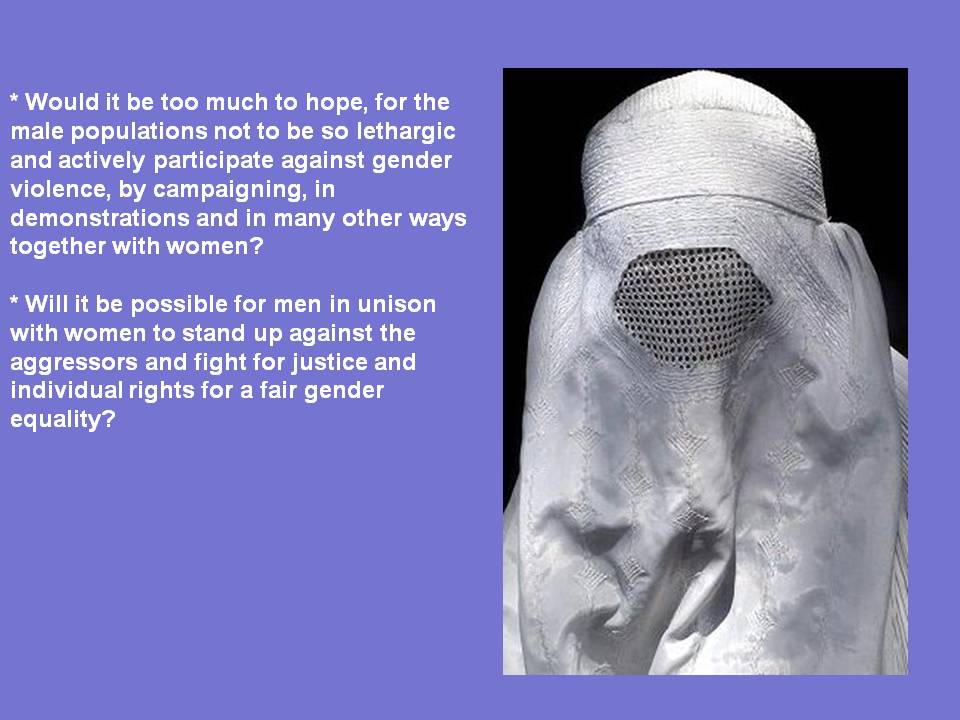 * Would it be too much to hope, for the
male populations not to be so lethargic
and actively participate against gender
violence, by campaigning, in
demonstrations and in many other ways
together with women?
* Will it be possible for men in unison
with women to stand up against the
aggressors and fight for justice and
individual rights for a fair gender
equality?